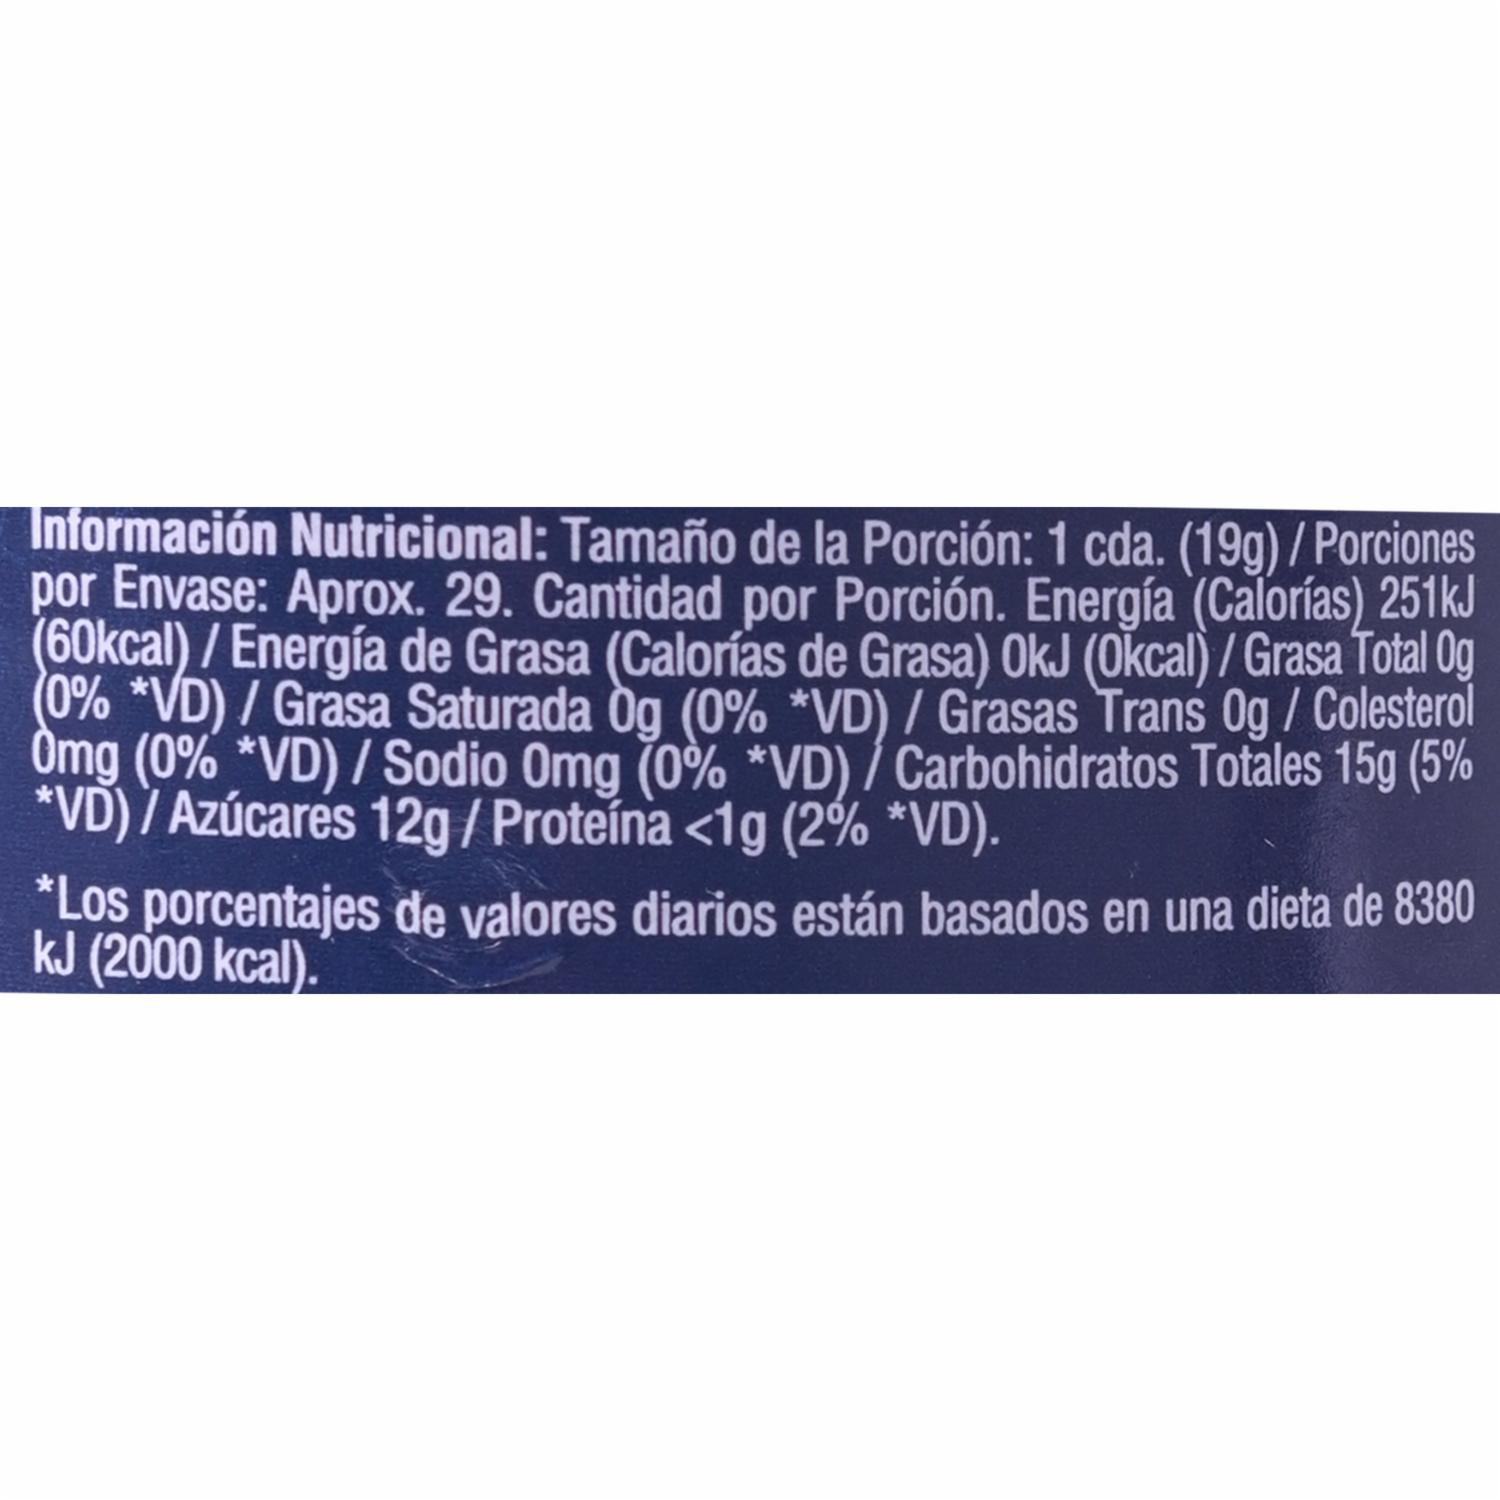 Información Nutricional: Tamaño de la Porción: 1 cda. (19g) / Porciones
por Envase: Aprox. 29. Cantidad por Porción. Energía (Calorías) 251kJ
(60kcal) / Energía de Grasa (Calorías de Grasa) 0kJ (0kcal) / Grasa Total 0g
(0% *VD) / Grasa Saturada 0g (0% *VD) / Grasas Trans 0g / Colesterol
0mg (0% *VD) / Sodio 0mg (0% *VD) / Carbohidratos Totales 15g (5%
*VD) / Azúcares 12g / Proteína <1g (2% *VD).
*Los porcentajes de valores diarios están basados en una dieta de 8380
kJ (2000 kcal).